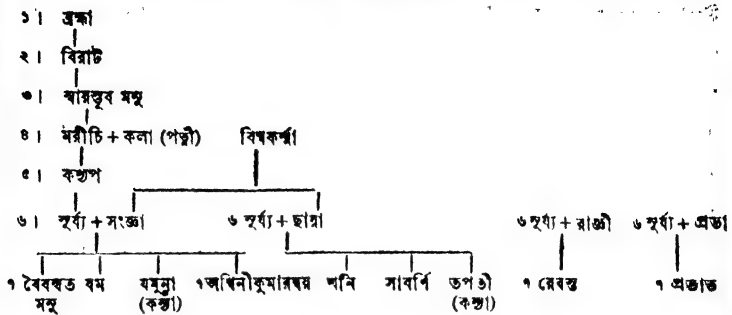 ১। ব্রহ্মা
২। বিরাট
৩। স্বায়ম্ভূব মনু
৪। মরীচি + কলা (পত্নী) বিশ্বকর্ম্মা
৫। কশ্যপ
৬। সূর্য্য + সংজ্ঞা ৬ সূর্য্য + ছায়া ৬ সূর্য্য + রাজ্ঞী ৬ সূর্য্য + প্রভা
৭ বৈবস্বত যম যমুনা ৭ অশ্বিনীকুমারদ্বয় শনি সাবর্ণি তপতী ৭ রেবন্ত ৭ প্রভাত
মনু (কন্যা) (কন্যা)